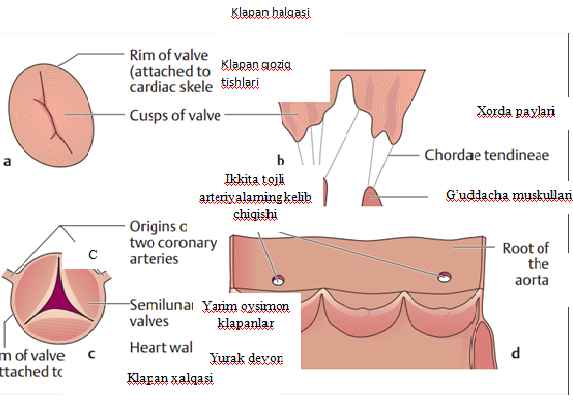 Klapan halqasi
Rim of valve
(attached to
cardiac skele
Klapan qoziq
tishlari
Cusps of valve
Xorda paylari
a
b
Chordae tendineae
Ikkita tojli
arteriyalarning kelib
chiqishi
G'uddacha muskullari
Origins o
two coronary
arteries
C
Root of
the
aorta
Semilunar
valves
Yarim oysimon
klapanlar
m of valve
ttached to
c
Heart wal
Yurak devori
d
Klapan xalqasi